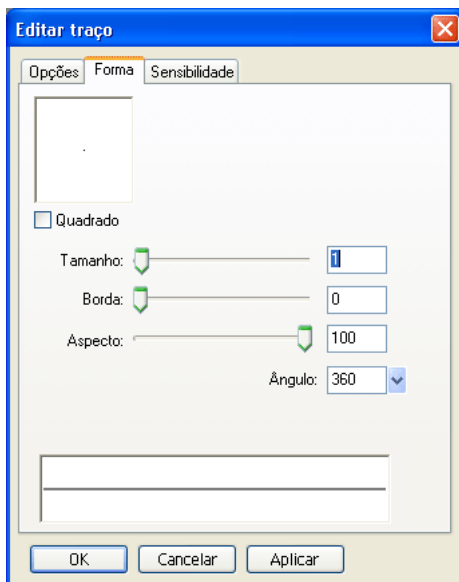 Editar traço
Opções Forma Sensibilidade
Quadrado
Tamanho: 1
Borda: 0
Aspecto: 100
Ângulo: 360
OK Cancelar Aplicar